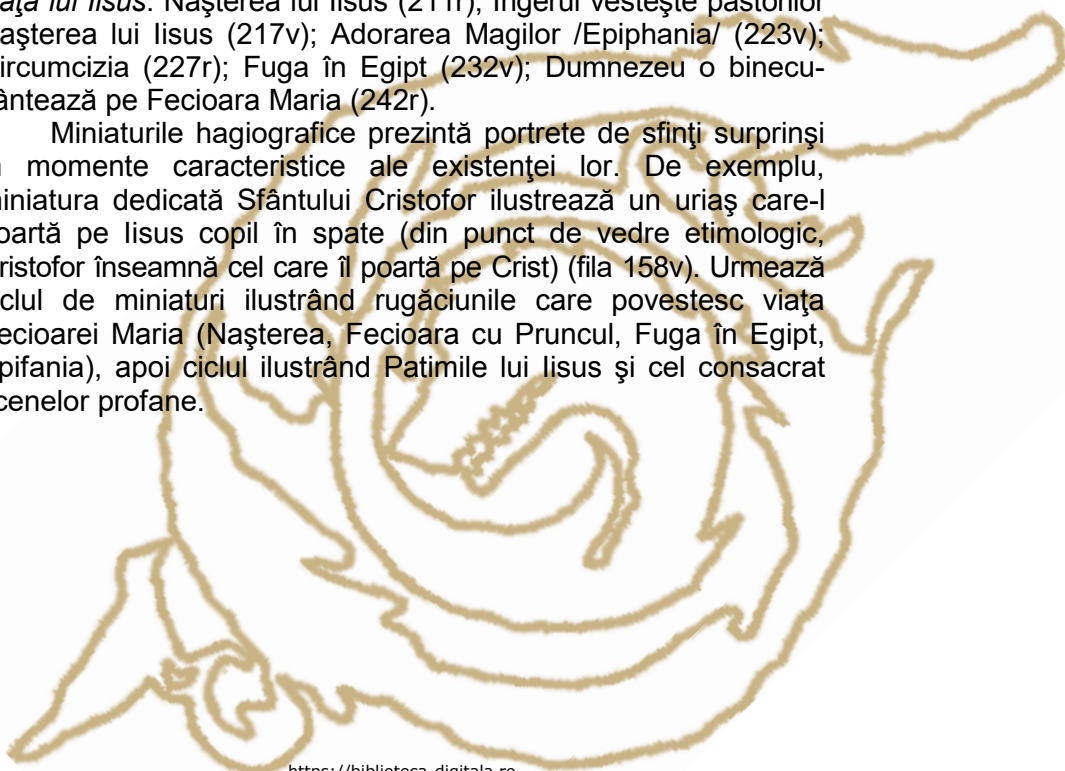 aţa lui Iisus: Naşterea lui Iisus (211r); Îngerul vesteşte păstorilor
aşterea lui Iisus (217v); Adorarea Magilor /Epiphania/ (223v);
ircumcizia (227r); Fuga în Egipt (232v); Dumnezeu o binecu-
ântează pe Fecioara Maria (242r).
Miniaturile hagiografice prezintă portrete de sfinţi surprinşi
momente caracteristice ale existenţei lor. De exemplu,
iniatura dedicată Sfântului Cristofor ilustrează un uriaş care-l
oartă pe Iisus copil în spate (din punct de vedre etimologic,
ristofor înseamnă cel care îl poartă pe Crist) (fila 158v). Urmează
clul de miniaturi ilustrând rugăciunile care povestesc viaţa
ecioarei Maria (Naşterea, Fecioara cu Pruncul, Fuga în Egipt,
pifania), apoi ciclul ilustrând Patimile lui Iisus şi cel consacrat
cenelor profane.
https://biblioteca-digitala.ro